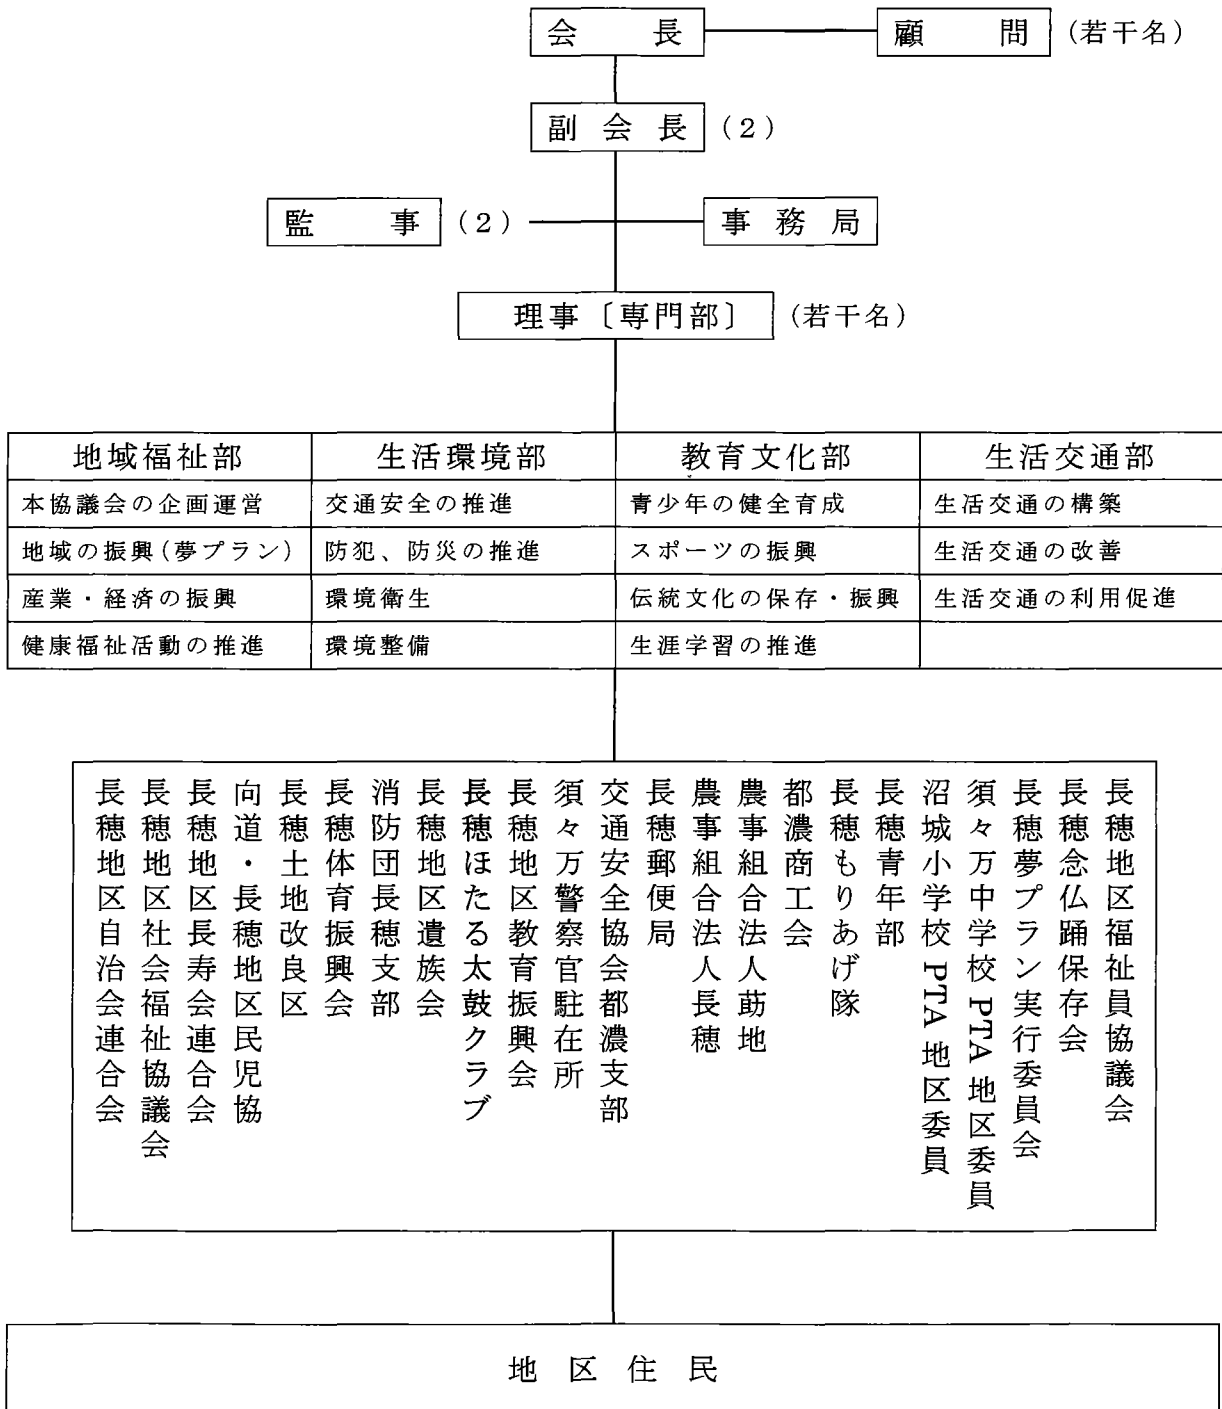 会長
顧問 (若干名)
副会長 (2)
監事 (2)
事務局
理事〔専門部〕 (若干名)
地域福祉部 生活環境部 教育文化部 生活交通部
本協議会の企画運営 交通安全の推進 青少年の健全育成 生活交通の構築
地域の振興(夢プラン) 防犯、防災の推進 スポーツの振興 生活交通の改善
産業・経済の振興 環境衛生 伝統文化の保存・振興 生活交通の利用促進
健康福祉活動の推進 環境整備 生涯学習の推進
長穂地区福祉員協議会
長穂念仏踊保存会
長穂夢プラン実行委員会
須々万中学校 PTA 地区委員
沼城小学校 PTA 地区委員
長穂青年部
長穂もりあげ隊
都濃商工会
農事組合法人莇地
農事組合法人長穂
長穂郵便局
交通安全協会都濃支部
須々万警察官駐在所
長穂地区教育振興会
長穂ほたる太鼓クラブ
長穂地区遺族会
消防団長穂支部
長穂体育振興会
長穂土地改良区
向道・長穂地区民児協
長穂地区長寿会連合会
長穂地区社会福祉協議会
長穂地区自治会連合会
地区住民